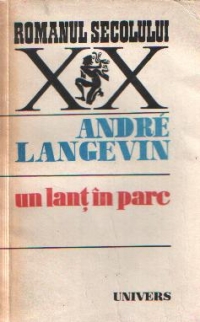 ROMANUL SECOLULUI
XX
ANDRÉ
LANGEVIN
un lanț în parc
UNIVERS